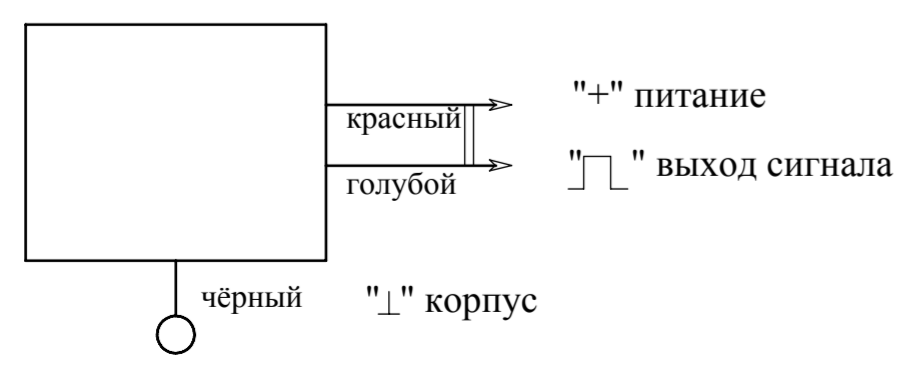 "+" питание
красный
"⎍" выход сигнала
голубой
чёрный "⊥" корпус